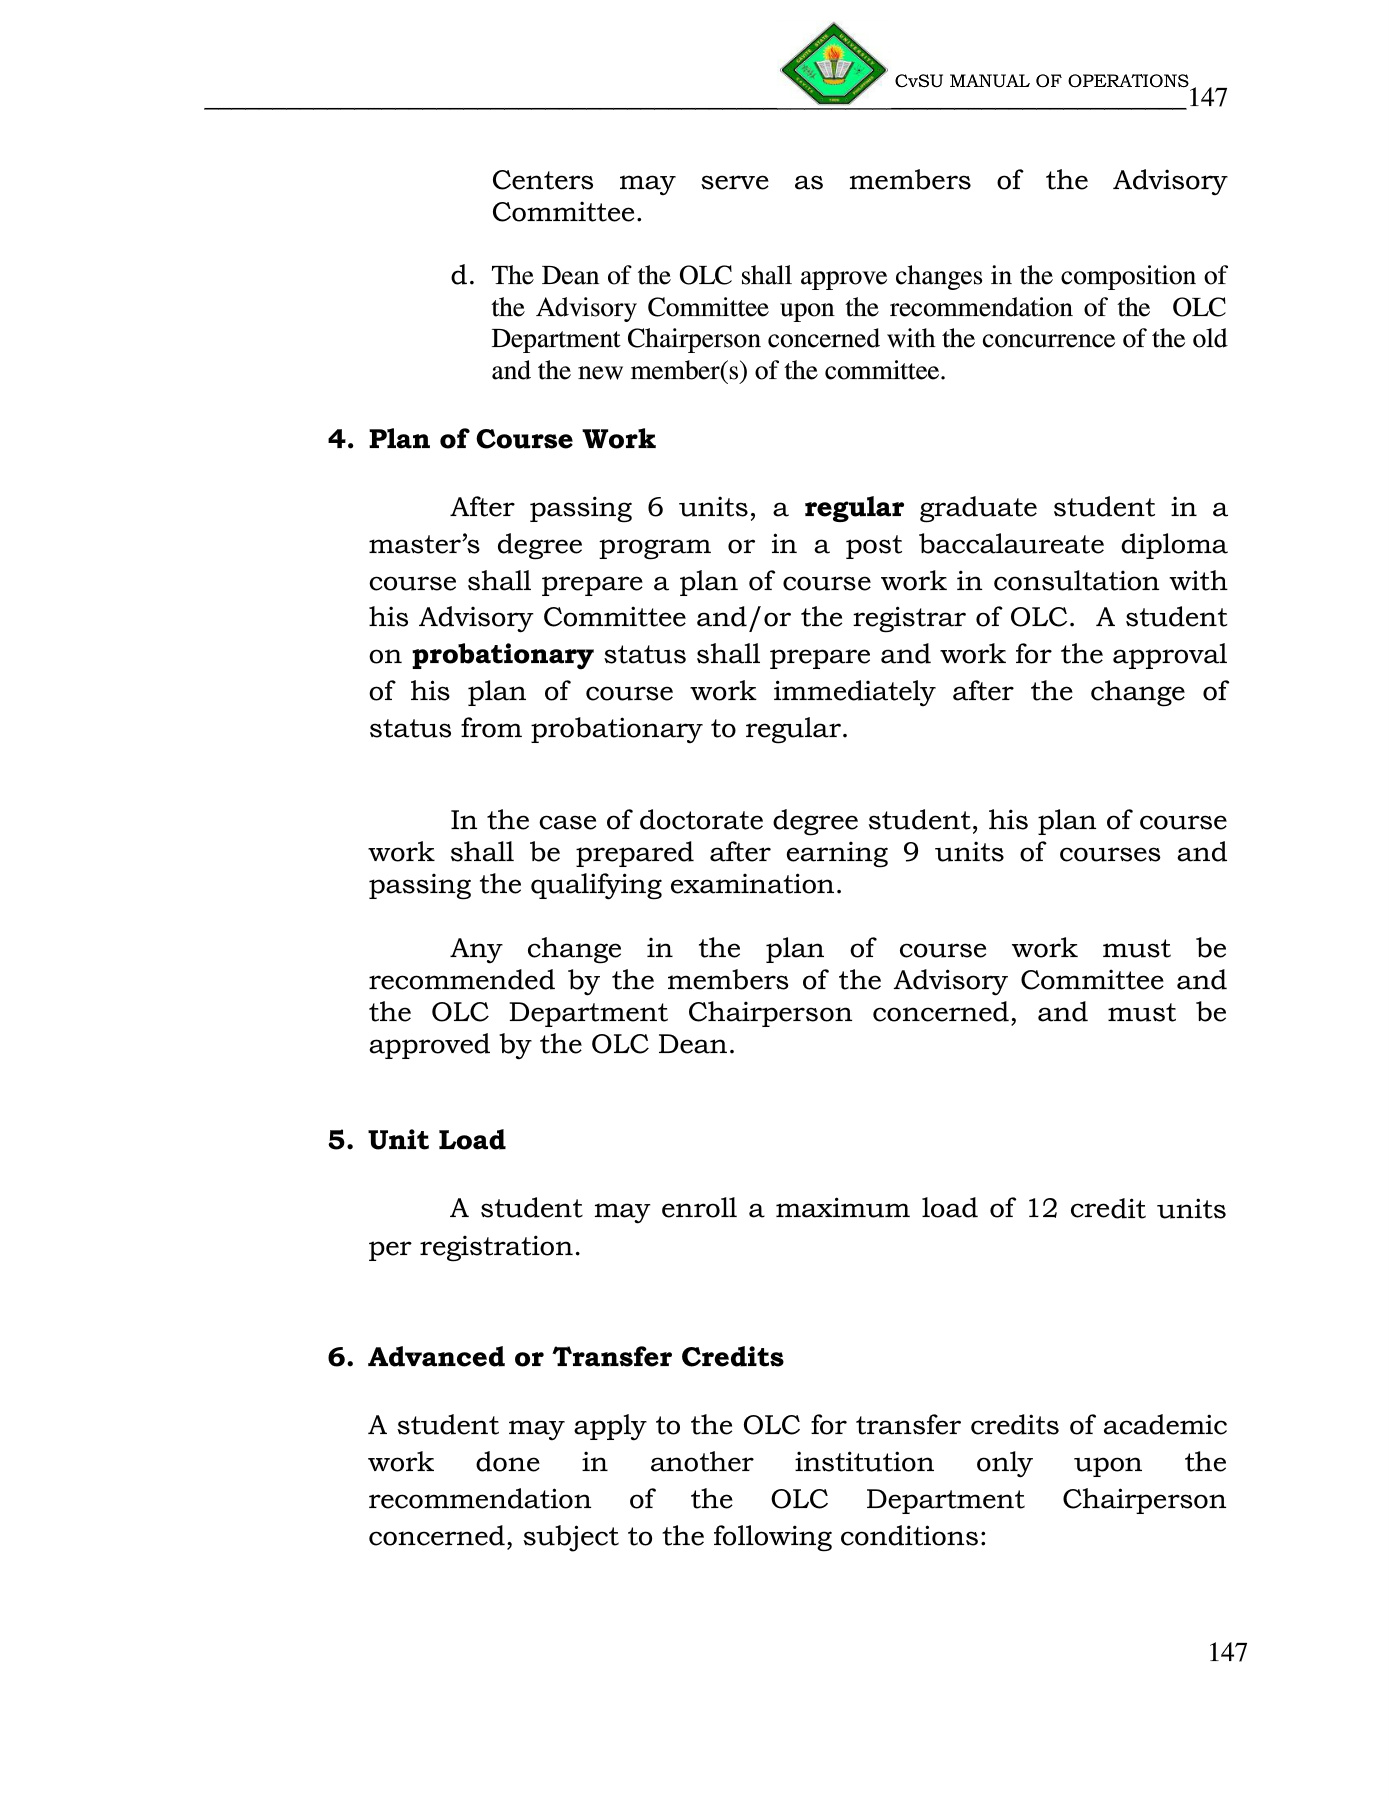 CvSU MANUAL OF OPERATIONS 147
Centers may serve as members of the Advisory
Committee.
d. The Dean of the OLC shall approve changes in the composition of
the Advisory Committee upon the recommendation of the OLC
Department Chairperson concerned with the concurrence of the old
and the new member(s) of the committee.
4. Plan of Course Work
After passing 6 units, a regular graduate student in a
master’s degree program or in a post baccalaureate diploma
course shall prepare a plan of course work in consultation with
his Advisory Committee and/or the registrar of OLC. A student
on probationary status shall prepare and work for the approval
of his plan of course work immediately after the change of
status from probationary to regular.
In the case of doctorate degree student, his plan of course
work shall be prepared after earning 9 units of courses and
passing the qualifying examination.
Any change in the plan of course work must be
recommended by the members of the Advisory Committee and
the OLC Department Chairperson concerned, and must be
approved by the OLC Dean.
5. Unit Load
A student may enroll a maximum load of 12 credit units
per registration.
6. Advanced or Transfer Credits
A student may apply to the OLC for transfer credits of academic
work done in another institution only upon the
recommendation of the OLC Department Chairperson
concerned, subject to the following conditions:
147